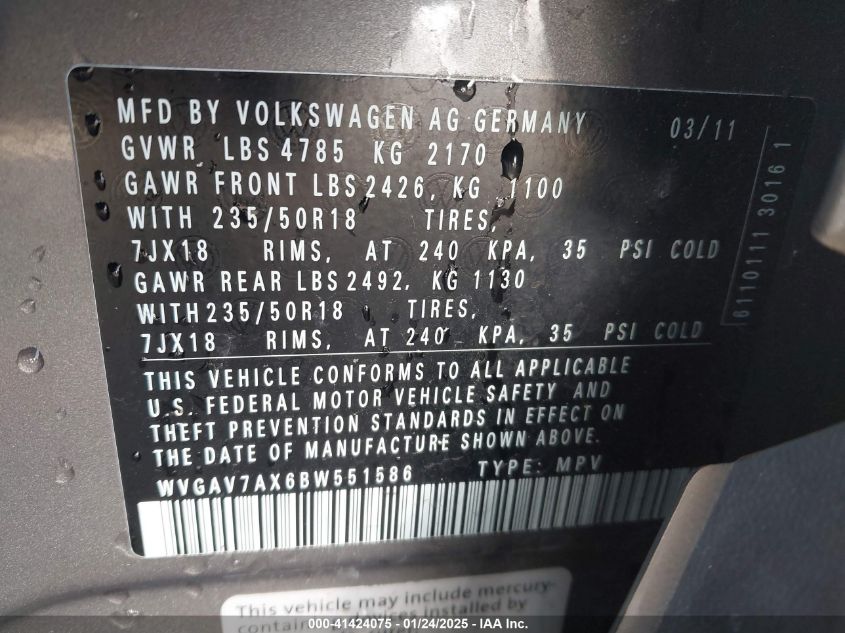 MFD BY VOLKSWAGEN AG GERMANY 03/11
GVWR LBS 4785 KG 2170
GAWR FRONT LBS 2426, KG 1100
WITH 235/50R18 TIRES,
7JX18 RIMS, AT 240 KPA, 35 PSI COLD
GAWR REAR LBS 2492, KG 1130
WITH 235/50R18 TIRES,
7JX18 RIMS, AT 240 KPA, 35 PSI COLD
THIS VEHICLE CONFORMS TO ALL APPLICABLE
U.S. FEDERAL MOTOR VEHICLE SAFETY AND
THEFT PREVENTION STANDARDS IN EFFECT ON
THE DATE OF MANUFACTURE SHOWN ABOVE.
WVGAV7AX6BW551586 TYPE: MPV
6110111 3016 1
This vehicle may include mercury-
installed by
000-41424075 - 01/24/2025 - IAA Inc.